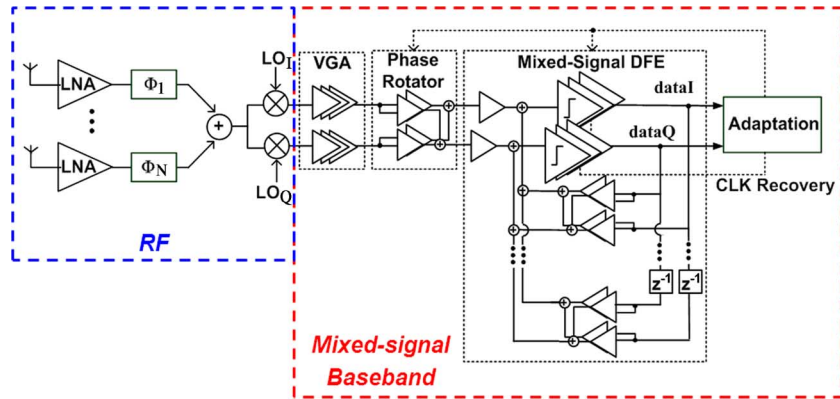 LNA
Φ1
LNA
ΦN
+
LOI
LOQ
RF
VGA
Phase
Rotator
Mixed-Signal DFE
dataI
dataQ
Adaptation
CLK Recovery
z-1
z-1
Mixed-signal
Baseband